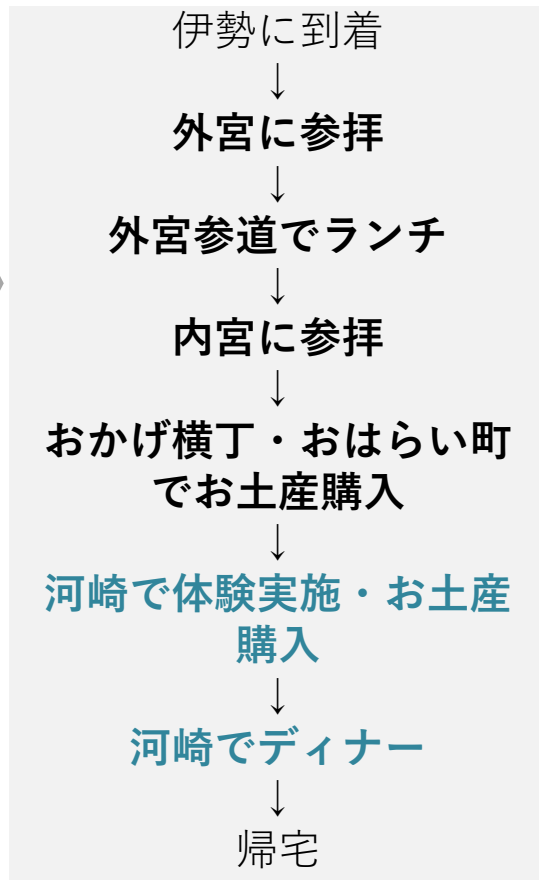 伊勢に到着
↓
外宮に参拝
↓
外宮参道でランチ
↓
内宮に参拝
↓
おかげ横丁・おはらい町
でお土産購入
↓
河崎で体験実施・お土産
購入
↓
河崎でディナー
↓
帰宅